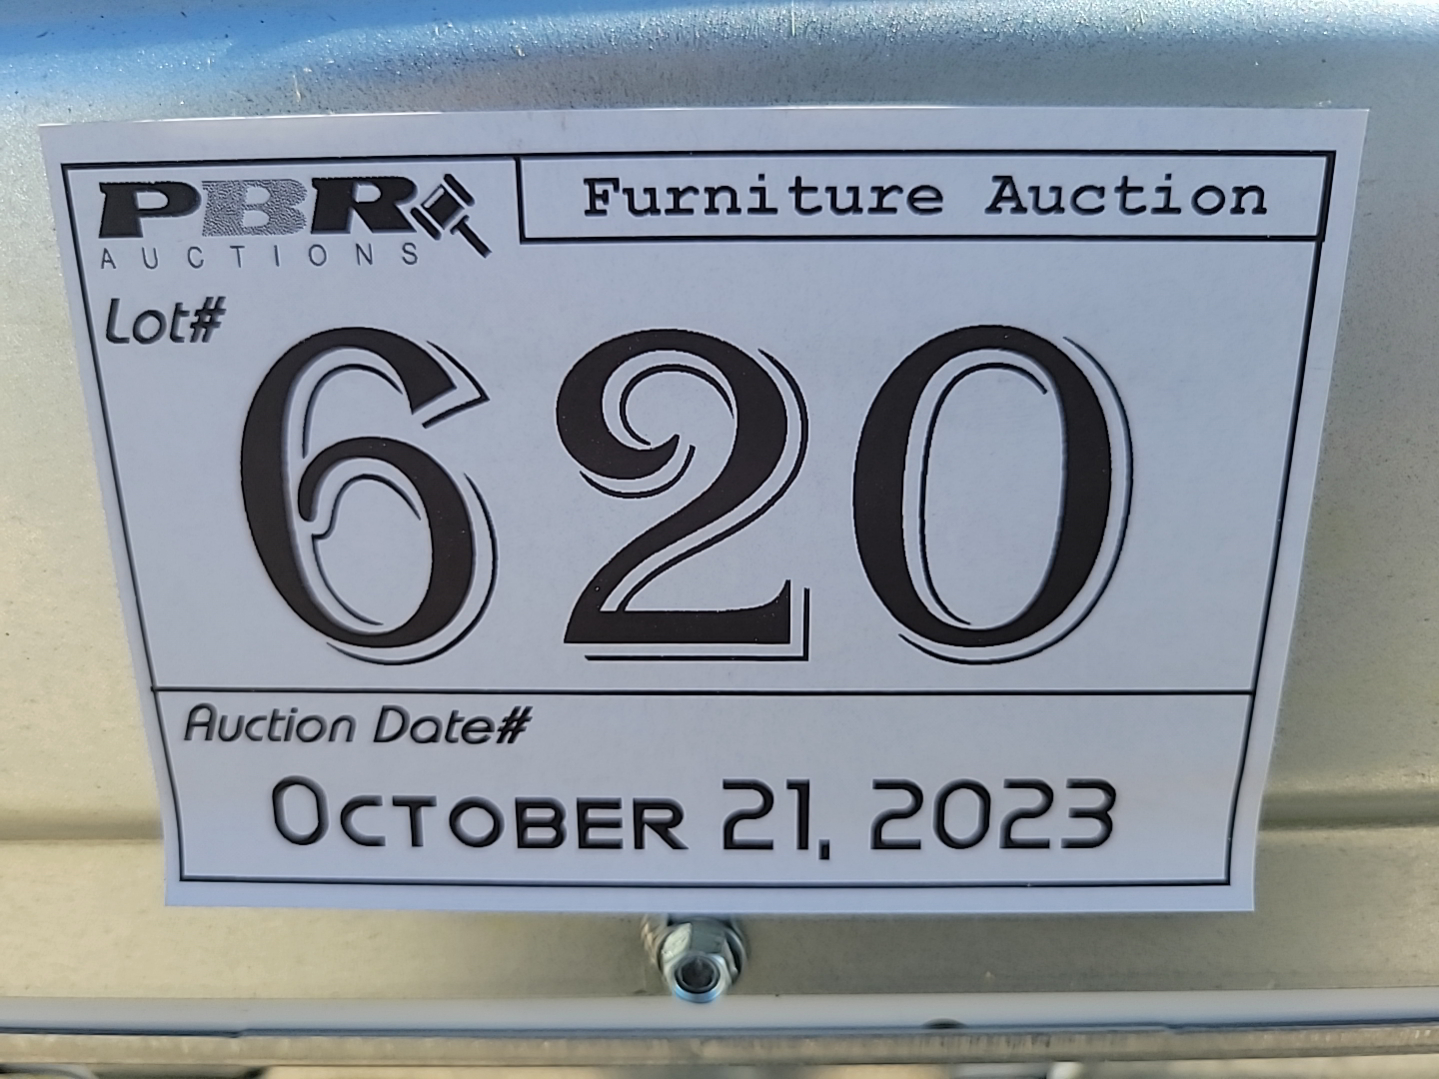 PBR
AUCTIONS
Furniture Auction
Lot#
620
Auction Date#
October 21, 2023